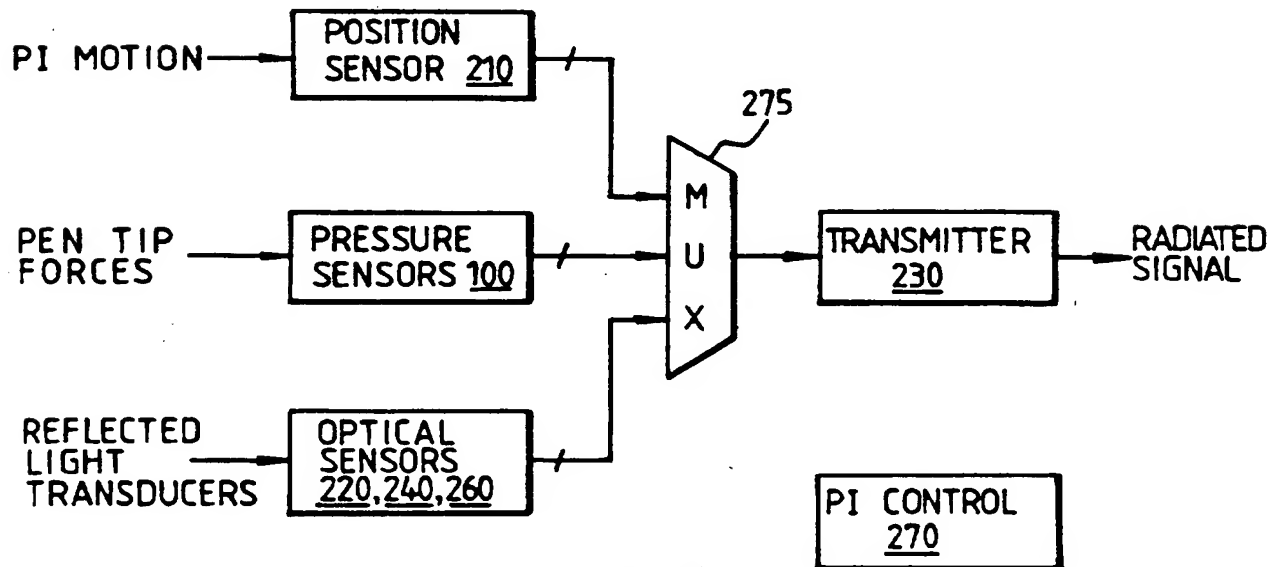 PI MOTION
POSITION
SENSOR 210
275
PEN TIP
FORCES
PRESSURE
SENSORS 100
M
U
X
TRANSMITTER
230
RADIATED
SIGNAL
REFLECTED
LIGHT
TRANSDUCERS
OPTICAL
SENSORS
220, 240, 260
PI CONTROL
270